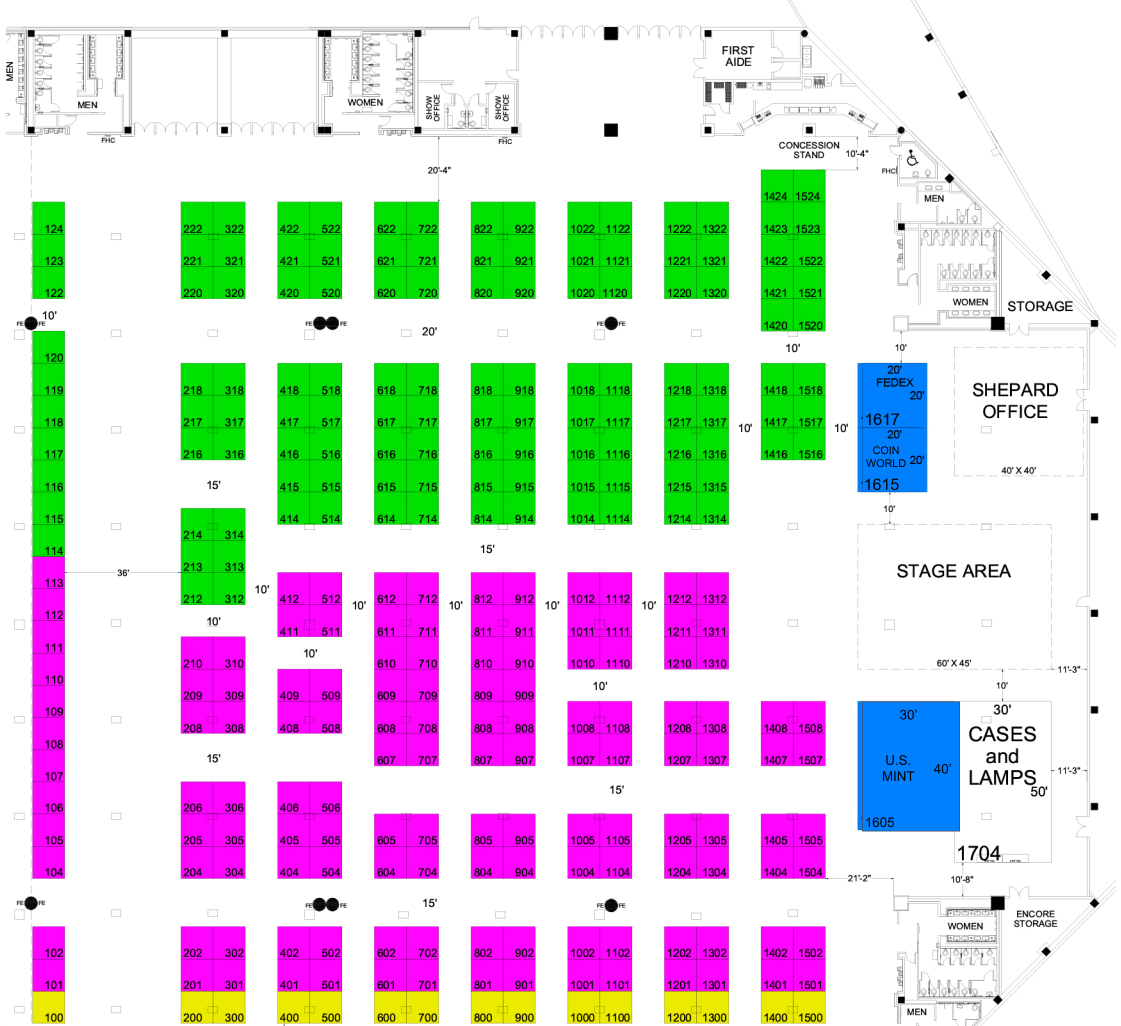 MEN
MEN
WOMEN
SHOW OFFICE
SHOW OFFICE
FIRST
AIDE
FHC
FHC
CONCESSION
STAND
10'-4"
20'-4"
FHC
MEN
WOMEN
STORAGE
1424 1524
124 222 322 422 522 622 722 822 922 1022 1122 1222 1322 1423 1523
123 221 321 421 521 621 721 821 921 1021 1121 1221 1321 1422 1522
122 220 320 420 520 620 720 820 920 1020 1120 1220 1320 1421 1521
10'
FE FE FE FE FE FE
20'
1420 1520
10'
10'
120
119 218 318 418 518 618 718 818 918 1018 1118 1218 1318 1418 1518
118 217 317 417 517 617 717 817 917 1017 1117 1217 1317 1417 1517
117 216 316 416 516 616 716 816 916 1016 1116 1216 1316 1416 1516
10'
10'
20'
FEDEX
20'
1617
20'
COIN
WORLD
20'
1615
SHEPARD
OFFICE
40' X 40'
15'
116 415 515 615 715 815 915 1015 1115 1215 1315
115 414 514 614 714 814 914 1014 1114 1214 1314
10'
114 214 314
15'
113 213 313
36'
212 312
10'
STAGE AREA
60' X 45'
11'-3"
10'
10'
10'
10'
10'
412 512 612 712 812 912 1012 1112 1212 1312
112 411 511 611 711 811 911 1011 1111 1211 1311
111 210 310
10'
610 710 810 910 1010 1110 1210 1310
10'
110 209 309 409 509 609 709 809 909
109 208 308 408 508 608 708 808 908 1008 1108 1208 1308 1408 1508
108 607 707 807 907 1007 1107 1207 1307 1407 1507
15'
15'
10'
30'
30'
U.S.
MINT
40'
1605
CASES
and
LAMPS
50'
11'-3"
1704
107
106 206 306 406 506
105 205 305 405 505 605 705 805 905 1005 1105 1205 1305 1405 1505
104 204 304 404 504 604 704 804 904 1004 1104 1204 1304 1404 1504
21'-2"
10'-8"
FE FE FE FE FE FE
15'
WOMEN
ENCORE
STORAGE
102 202 302 402 502 602 702 802 902 1002 1102 1202 1302 1402 1502
101 201 301 401 501 601 701 801 901 1001 1101 1201 1301 1401 1501
100 200 300 400 500 600 700 800 900 1000 1100 1200 1300 1400 1500
MEN